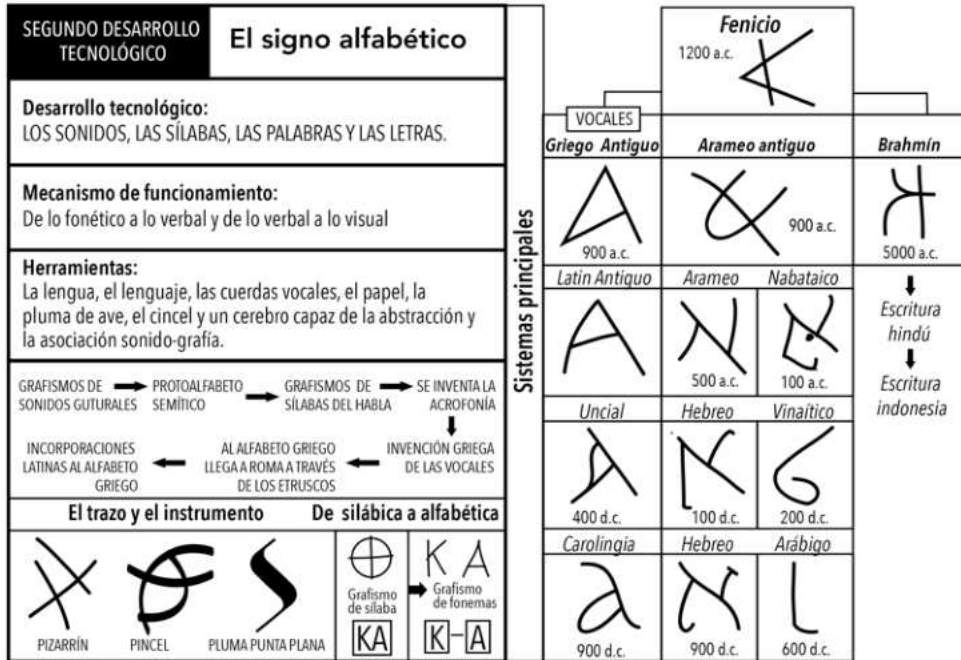 SEGUNDO DESARROLLO
TECNOLÓGICO
El signo alfabético
Desarrollo tecnológico:
LOS SONIDOS, LAS SÍLABAS, LAS PALABRAS Y LAS LETRAS.
Mecanismo de funcionamiento:
De lo fonético a lo verbal y de lo verbal a lo visual
Herramientas:
La lengua, el lenguaje, las cuerdas vocales, el papel, la
pluma de ave, el cincel y un cerebro capaz de la abstracción y
la asociación sonido-grafía.
GRAFISMOS DE
SONIDOS GUTURALES
PROTOALFABETO
SEMÍTICO
GRAFISMOS DE
SÍLABAS DEL HABLA
SE INVENTA LA
ACROFONÍA
INVENCIÓN GRIEGA
DE LAS VOCALES
AL ALFABETO GRIEGO
LLEGA A ROMA A TRAVÉS
DE LOS ETRUSCOS
INCORPORACIONES
LATINAS AL ALFABETO
GRIEGO
El trazo y el instrumento
PIZARRÍN
PINCEL
PLUMA PUNTA PLANA
De silábica a alfabética
Grafismo
de sílaba
KA
K A
Grafismo
de fonemas
K-A
Sistemas principales
Fenicio
1200 a.c.
VOCALES
Griego Antiguo
Arameo antiguo
Brahmín
900 a.c.
900 a.c.
5000 a.c.
Latin Antiguo
Arameo
Nabataico
500 a.c.
100 a.c.
Escritura
hindú
Escritura
indonesia
Uncial
Hebreo
Vinaítico
400 d.c.
100 d.c.
200 d.c.
Carolingia
Hebreo
Arábigo
900 d.c.
900 d.c.
600 d.c.